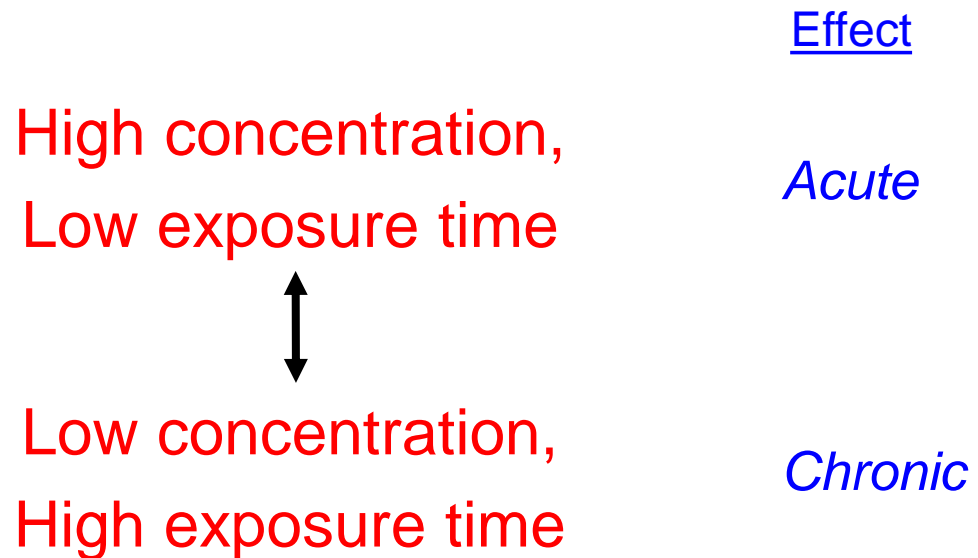 Effect
High concentration,
Low exposure time
Acute
Low concentration,
High exposure time
Chronic